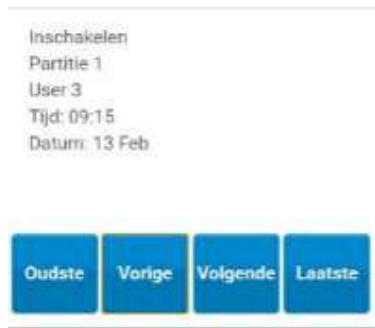 Inschakelen
Partitie 1
User 3
Tijd: 09:15
Datum: 13 Feb
Oudste Vorige Volgende Laatste